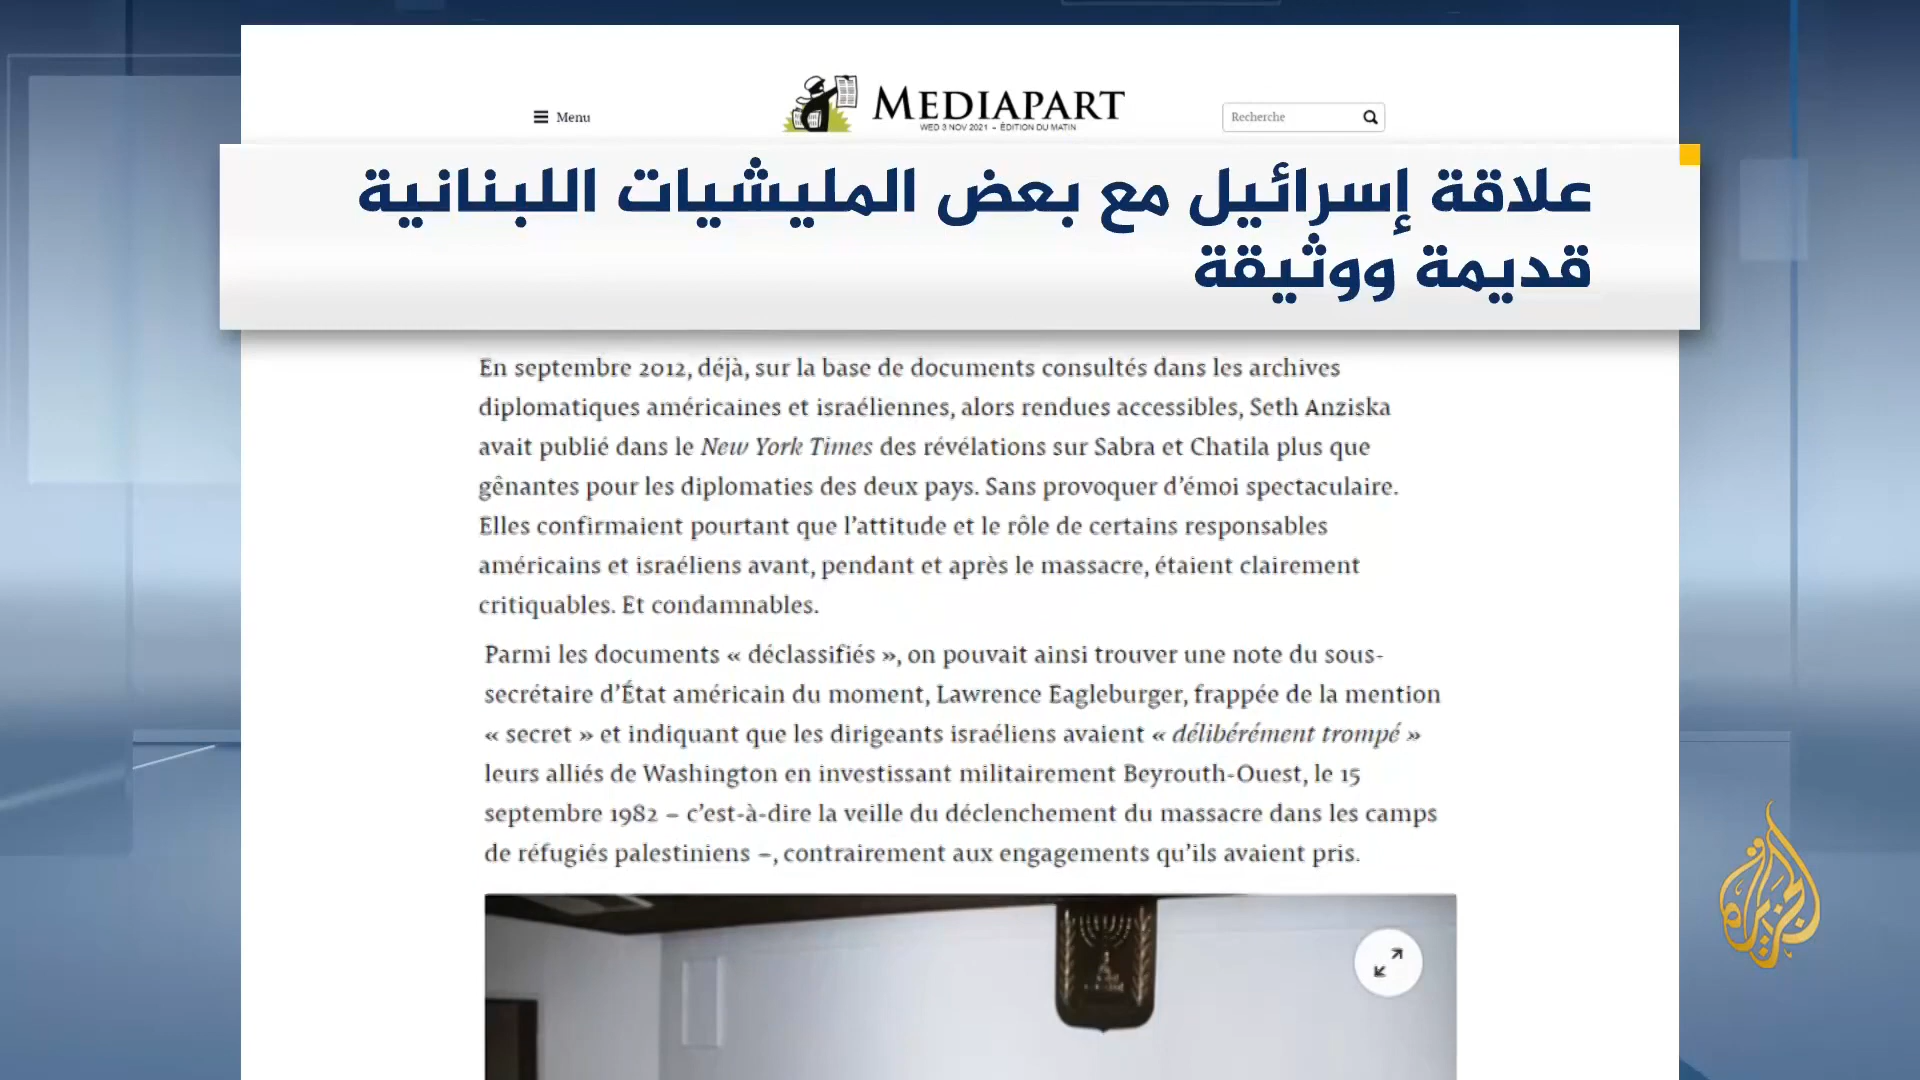 Menu
MEDIAPART
WED 3 NOV 2021 – ÉDITION DU MATIN
Recherche
علاقة إسرائيل مع بعض المليشيات اللبنانية
قديمة ووثيقة
En septembre 2012, déjà, sur la base de documents consultés dans les archives
diplomatiques américaines et israéliennes, alors rendues accessibles, Seth Anziska
avait publié dans le New York Times des révélations sur Sabra et Chatila plus que
gênantes pour les diplomaties des deux pays. Sans provoquer d’émoi spectaculaire.
Elles confirmaient pourtant que l’attitude et le rôle de certains responsables
américains et israéliens avant, pendant et après le massacre, étaient clairement
critiquables. Et condamnables.
Parmi les documents « déclassifiés », on pouvait ainsi trouver une note du sous-
secrétaire d’État américain du moment, Lawrence Eagleburger, frappée de la mention
« secret » et indiquant que les dirigeants israéliens avaient « délibérément trompé »
leurs alliés de Washington en investissant militairement Beyrouth-Ouest, le 15
septembre 1982 – c’est-à-dire la veille du déclenchement du massacre dans les camps
de réfugiés palestiniens –, contrairement aux engagements qu’ils avaient pris.
الجزيرة